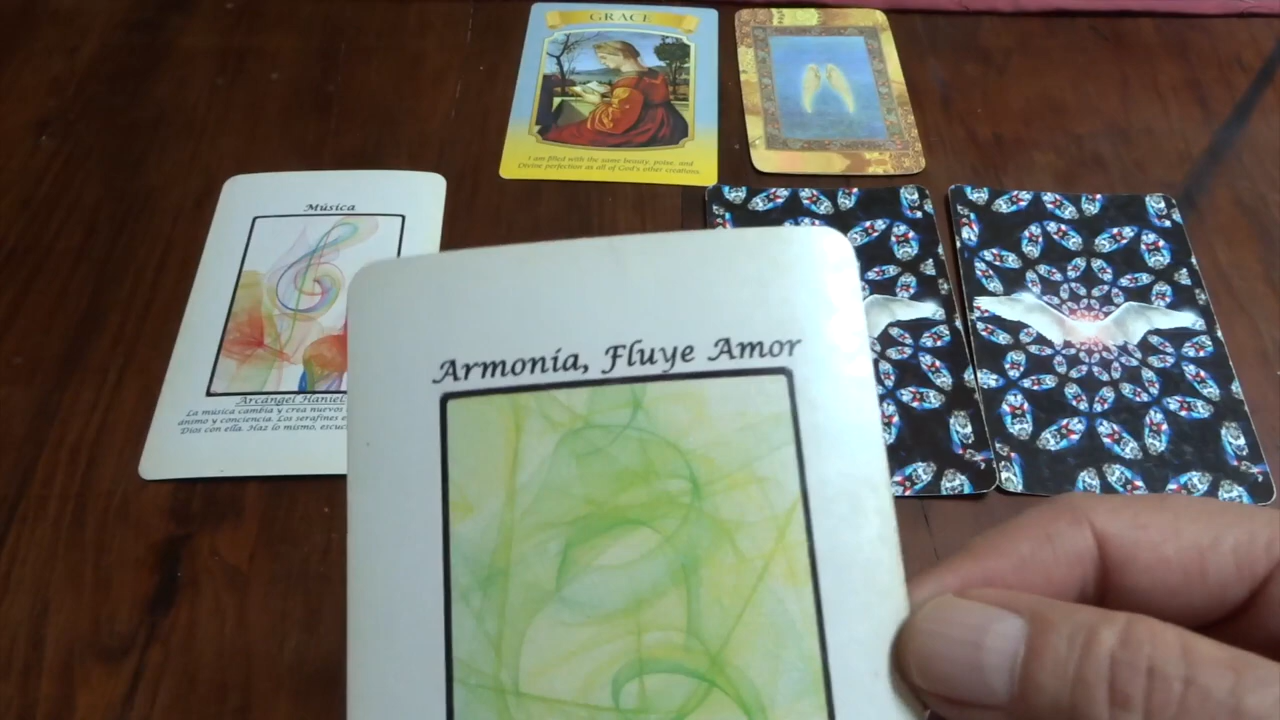 GRACE
I am filled with the same beauty, poise, and
Divine perfection as all of God's other creations.
Música
Arcángel Haniel
La música cambia y crea nuevos
ánimo y conciencia. Los serafines
Dios con ella. Haz lo mismo,
Armonía, Fluye Amor